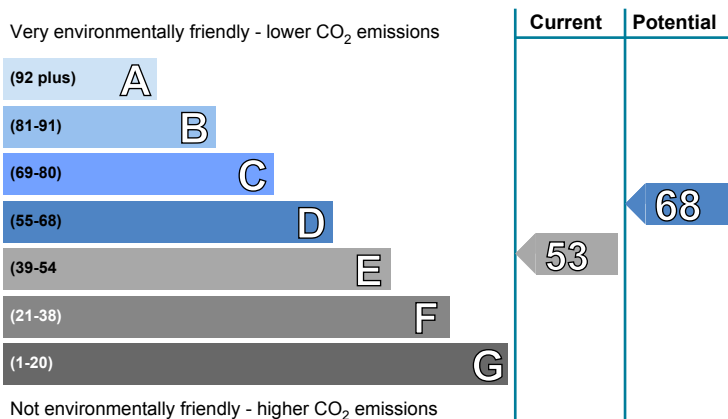 Current Potential
Very environmentally friendly - lower CO2 emissions
(92 plus) A
(81-91) B
(69-80) C
(55-68) D
68
(39-54 E
53
(21-38) F
(1-20) G
Not environmentally friendly - higher CO2 emissions